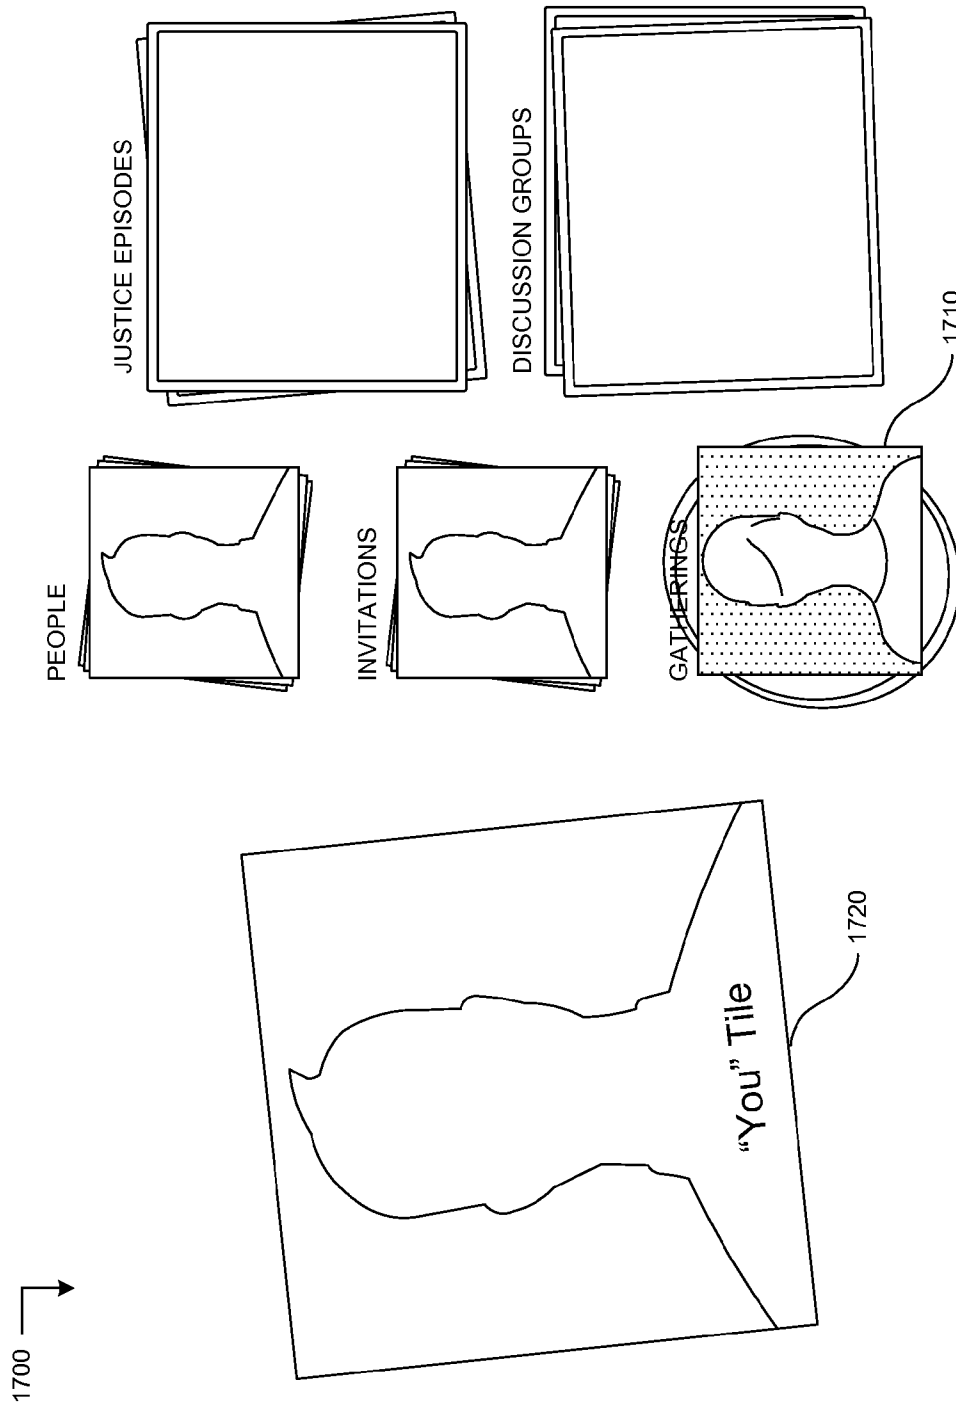 1700
PEOPLE
JUSTICE EPISODES
INVITATIONS
DISCUSSION GROUPS
GATHERINGS
1710
“You” Tile
1720